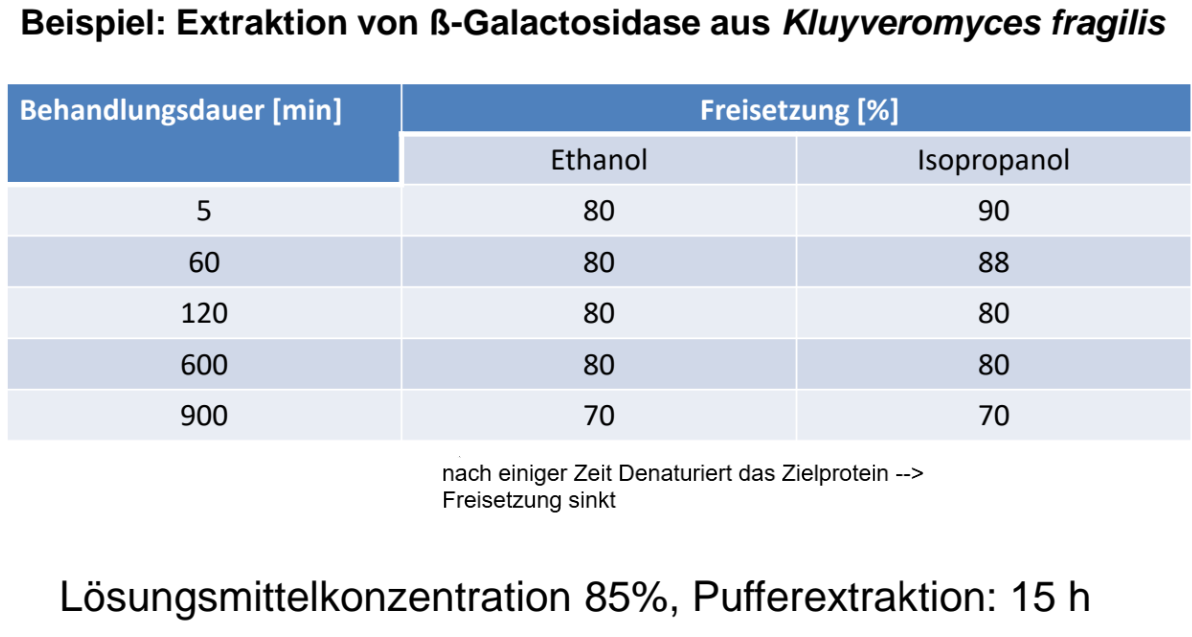 Beispiel: Extraktion von ß-Galactosidase aus Kluyveromyces fragilis
Behandlungsdauer [min] Freisetzung [%]
Ethanol Isopropanol
5 80 90
60 80 88
120 80 80
600 80 80
900 70 70
nach einiger Zeit Denaturiert das Zielprotein -->
Freisetzung sinkt
Lösungsmittelkonzentration 85%, Pufferextraktion: 15 h